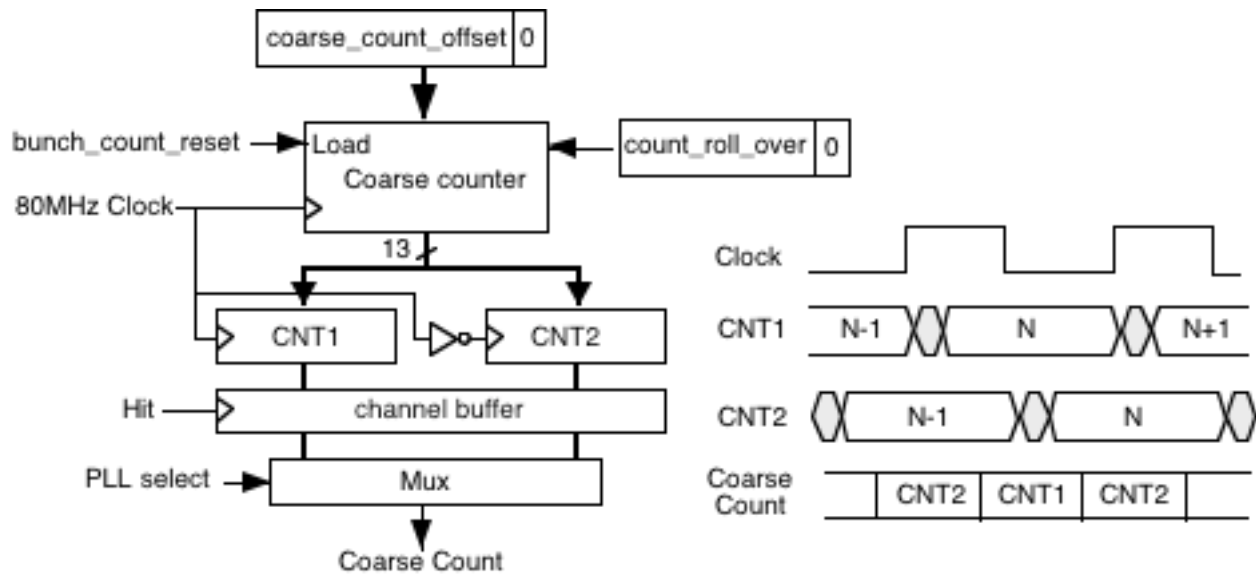 coarse_count_offset 0
bunch_count_reset
Load
count_roll_over 0
Coarse counter
80MHz Clock
13
CNT1
CNT2
Hit
channel buffer
PLL select
Mux
Coarse Count
Clock
CNT1
N-1
N
N+1
CNT2
N-1
N
Coarse
Count
CNT2
CNT1
CNT2